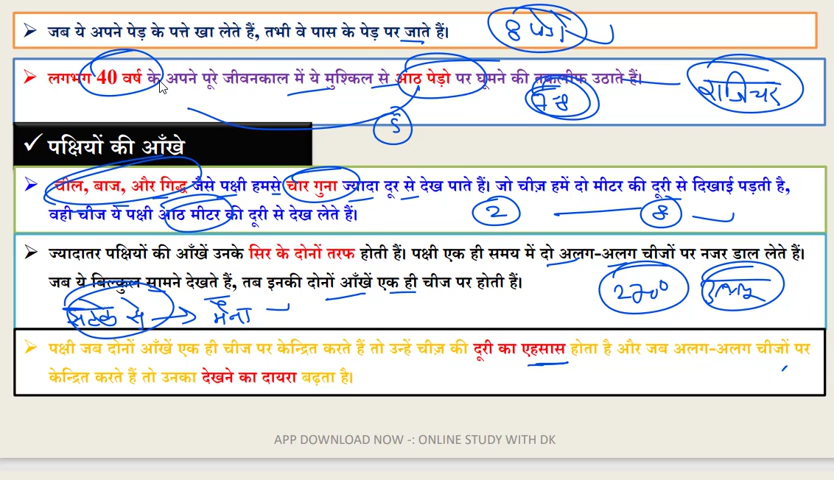 जब ये अपने पेड़ के पत्ते खा लेते हैं, तभी वे पास के पेड़ पर जाते हैं।
8 पेड़ो
लगभग 40 वर्ष के अपने पूरे जीवनकाल में ये मुश्किल से आठ पेड़ो पर घूमने की तकलीफ उठाते हैं।
पक्षियों की आँखे
चील, बाज, और गिद्ध जैसे पक्षी हमसे चार गुना ज्यादा दूर से देख पाते हैं। जो चीज़ हमें दो मीटर की दूरी से दिखाई पड़ती है,
वही चीज ये पक्षी आठ मीटर की दूरी से देख लेते हैं।
2 8
ज्यादातर पक्षियों की आँखें उनके सिर के दोनों तरफ होती हैं। पक्षी एक ही समय में दो अलग-अलग चीजों पर नजर डाल लेते हैं।
जब ये बिल्कुल सामने देखते हैं, तब इनकी दोनों आँखें एक ही चीज पर होती हैं।
270°
मैना
पक्षी जब दोनों आँखें एक ही चीज पर केन्द्रित करते हैं तो उन्हें चीज़ की दूरी का एहसास होता है और जब अलग-अलग चीजों पर
केन्द्रित करते हैं तो उनका देखने का दायरा बढ़ता है।
APP DOWNLOAD NOW -: ONLINE STUDY WITH DK